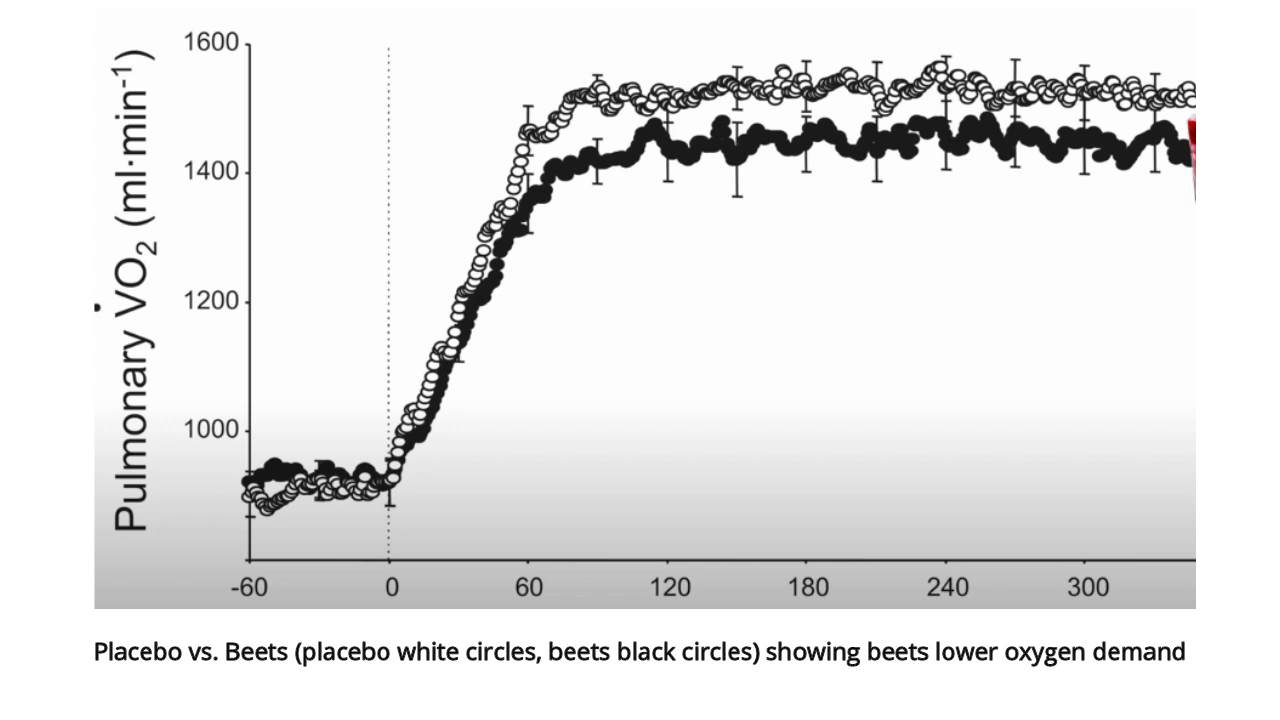 Pulmonary V̇O₂ (ml·min⁻¹)
1600
1400
1200
1000
-60 0 60 120 180 240 300
Placebo vs. Beets (placebo white circles, beets black circles) showing beets lower oxygen demand